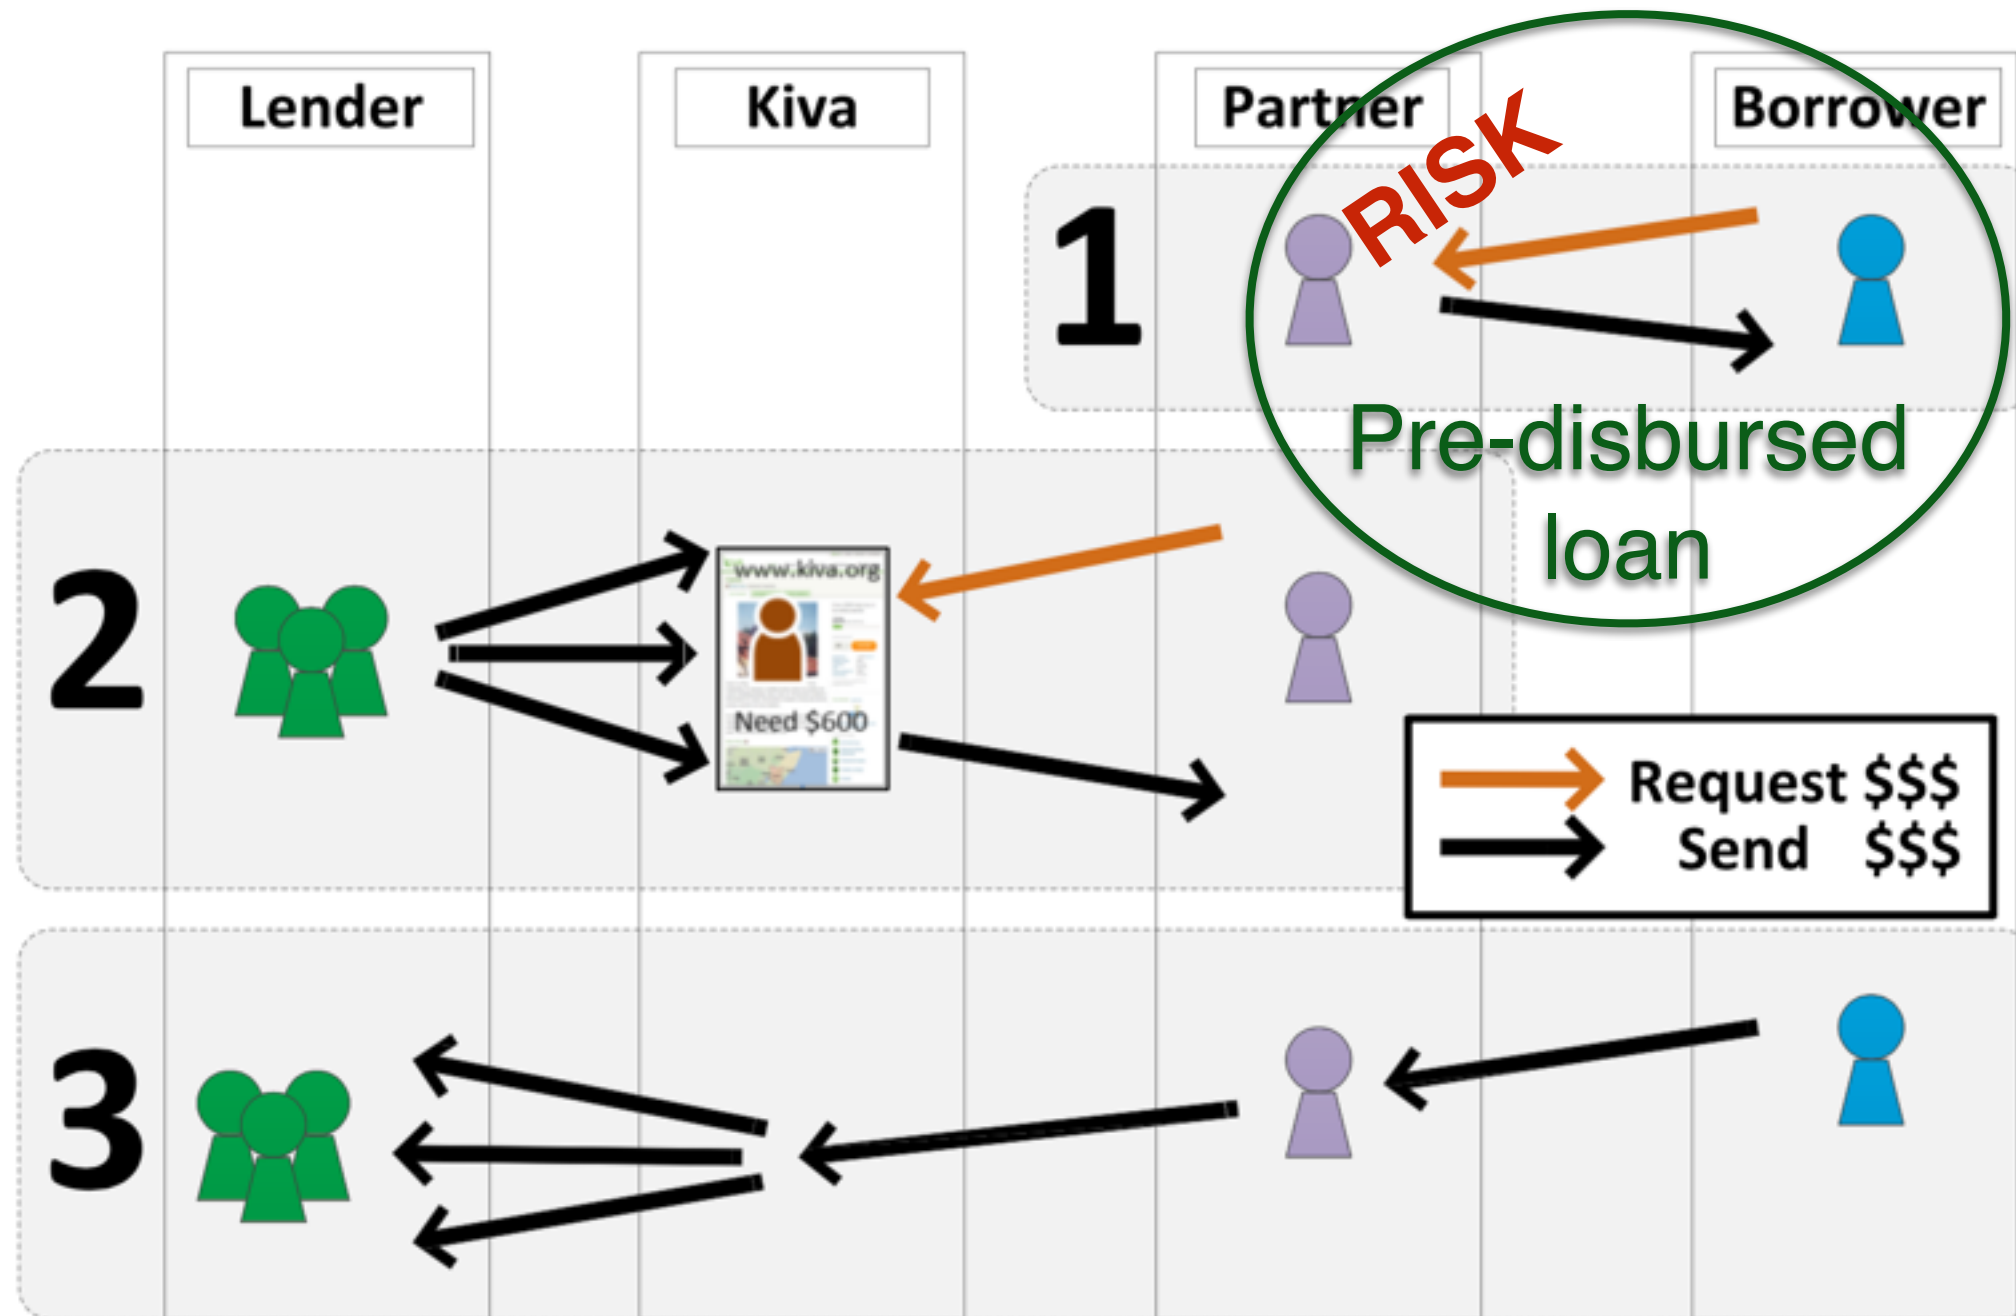 Lender
Kiva
Partner
Borrower
RISK
1
Pre-disbursed
loan
2
www.kiva.org
Need $600
Request $$$
Send $$$
3